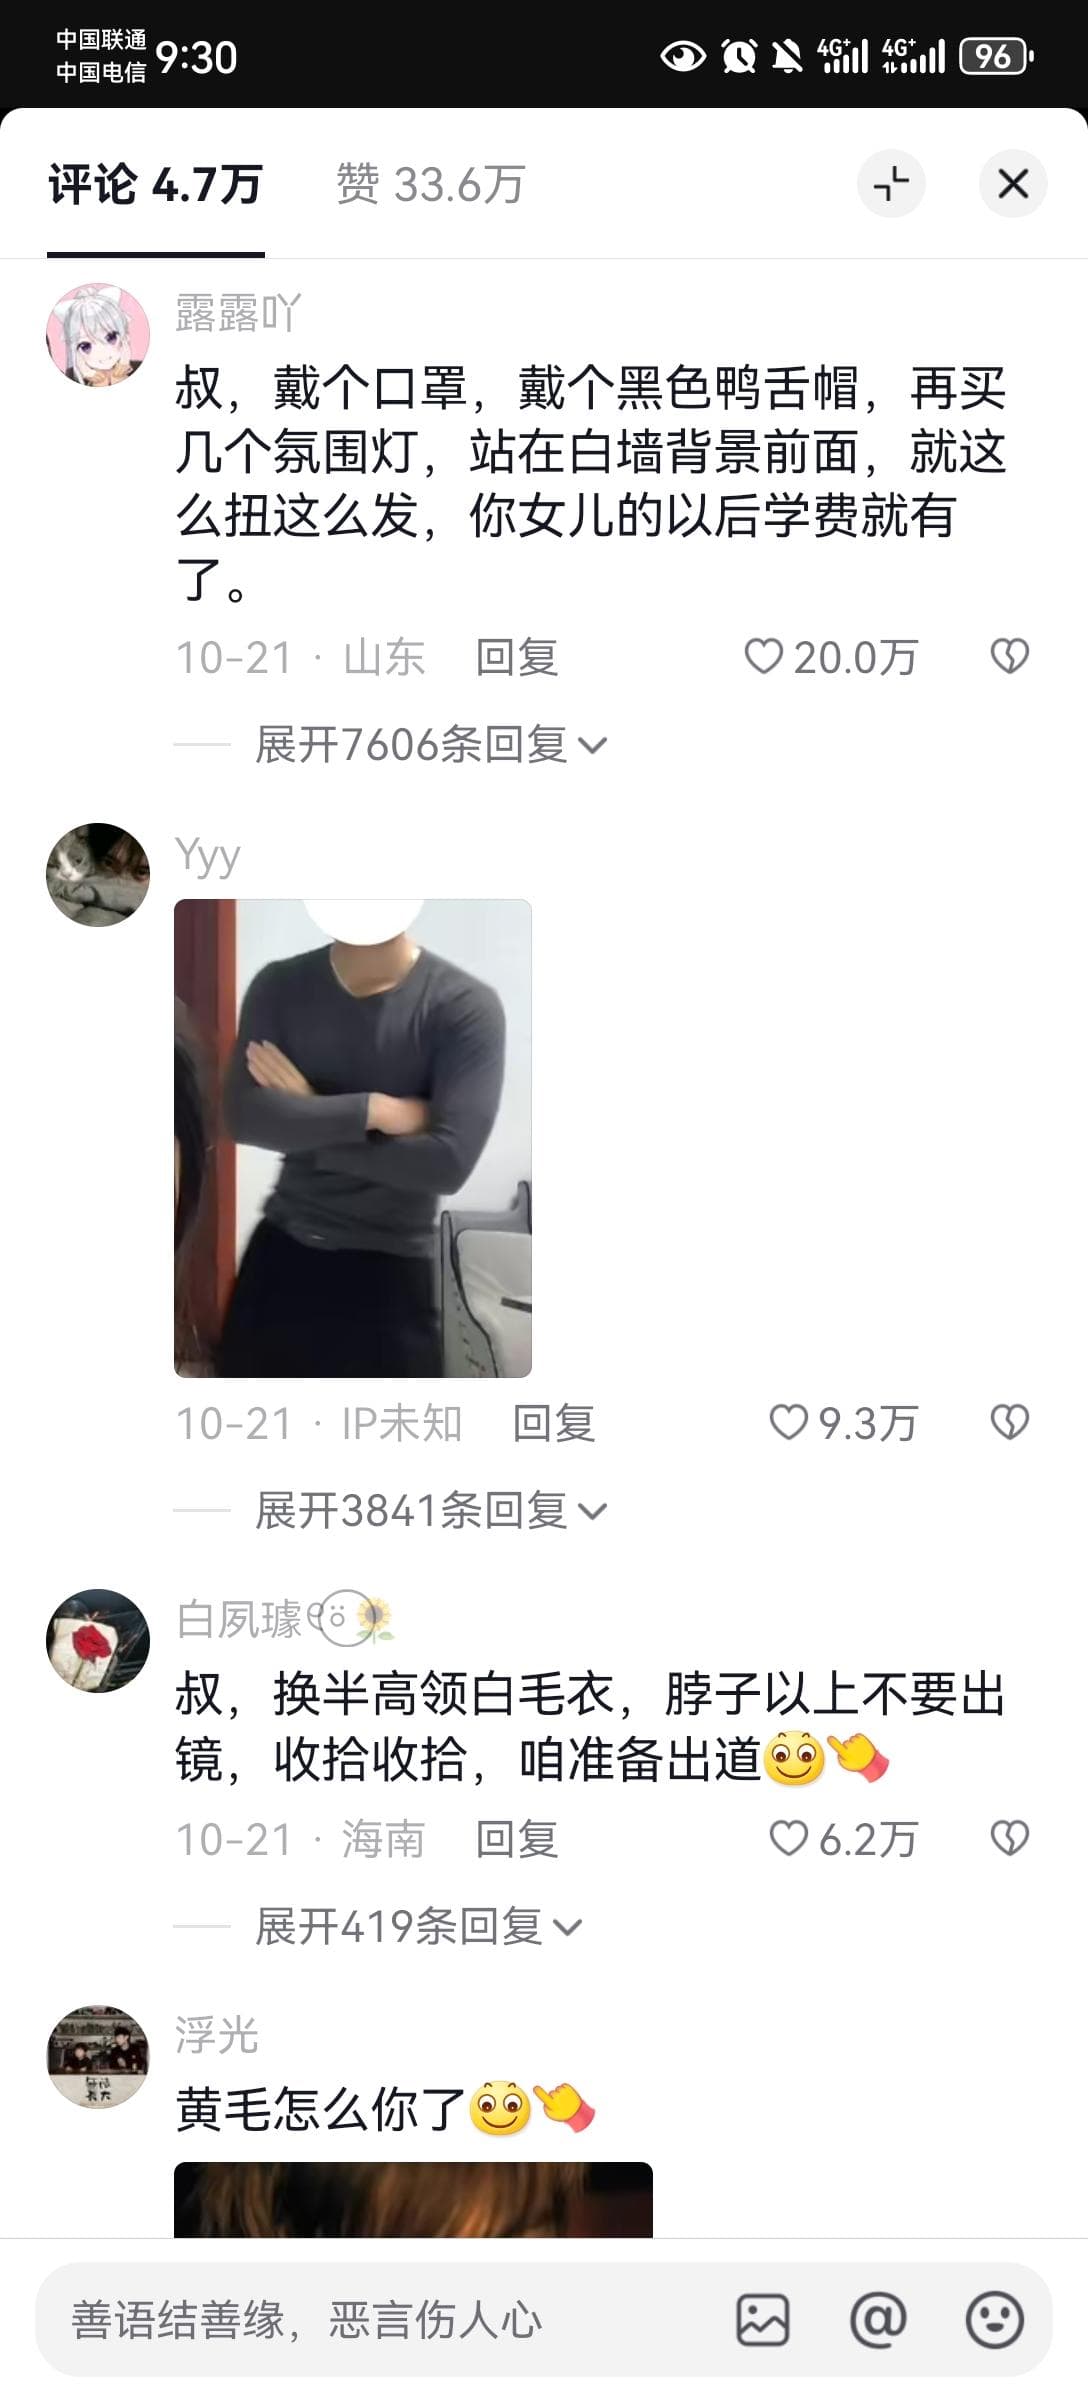 中国联通
中国电信
9:30
4G+
4G+
96
评论 4.7万
赞 33.6万
露露吖
叔，戴个口罩，戴个黑色鸭舌帽，再买
几个氛围灯，站在白墙背景前面，就这
么扭这么发，你女儿的以后学费就有
了。
10-21 · 山东 回复 20.0万
展开7606条回复
Yyy
10-21 · IP未知 回复 9.3万
展开3841条回复
白夙璩
叔，换半高领白毛衣，脖子以上不要出
镜，收拾收拾，咱准备出道
10-21 · 海南 回复 6.2万
展开419条回复
浮光
黄毛怎么你了
善语结善缘，恶言伤人心